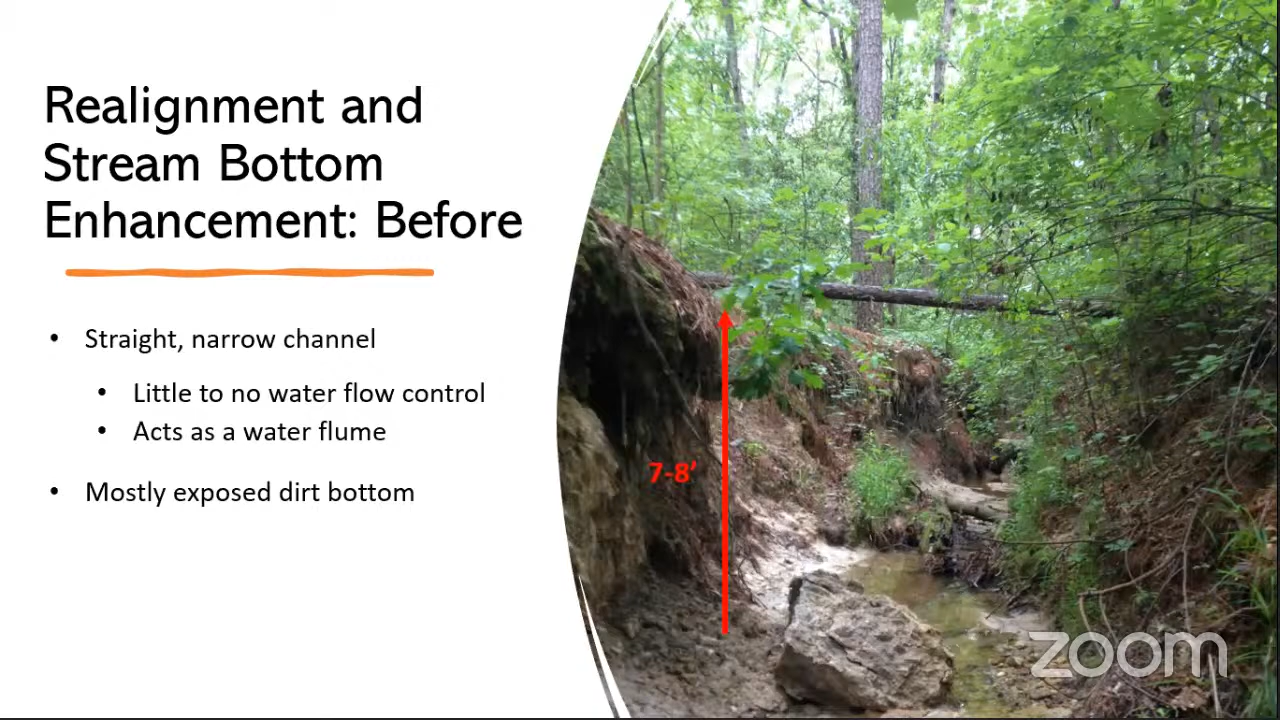 Realignment and
Stream Bottom
Enhancement: Before
• Straight, narrow channel
• Little to no water flow control
• Acts as a water flume
• Mostly exposed dirt bottom
7-8’
zoom